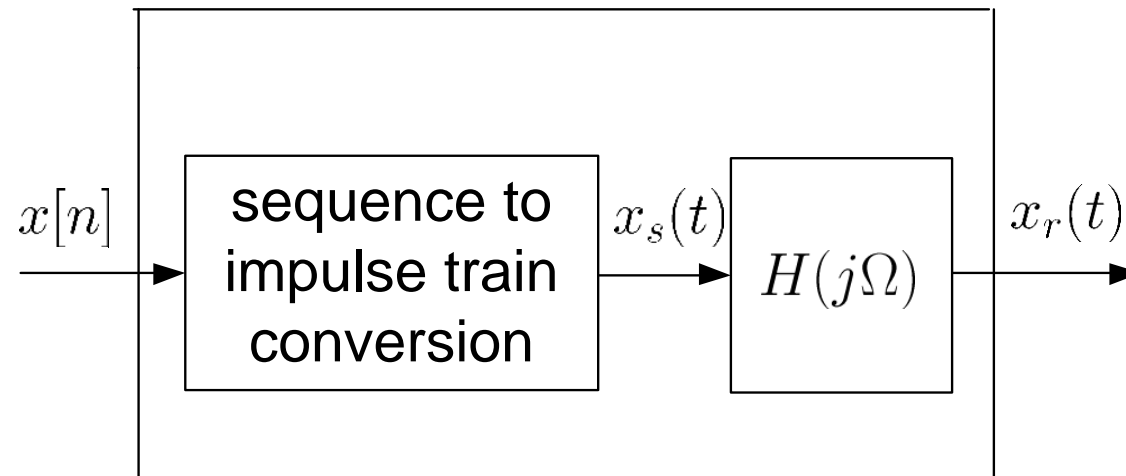 x[n]
sequence to
impulse train
conversion
x_s(t)
H(jΩ)
x_r(t)